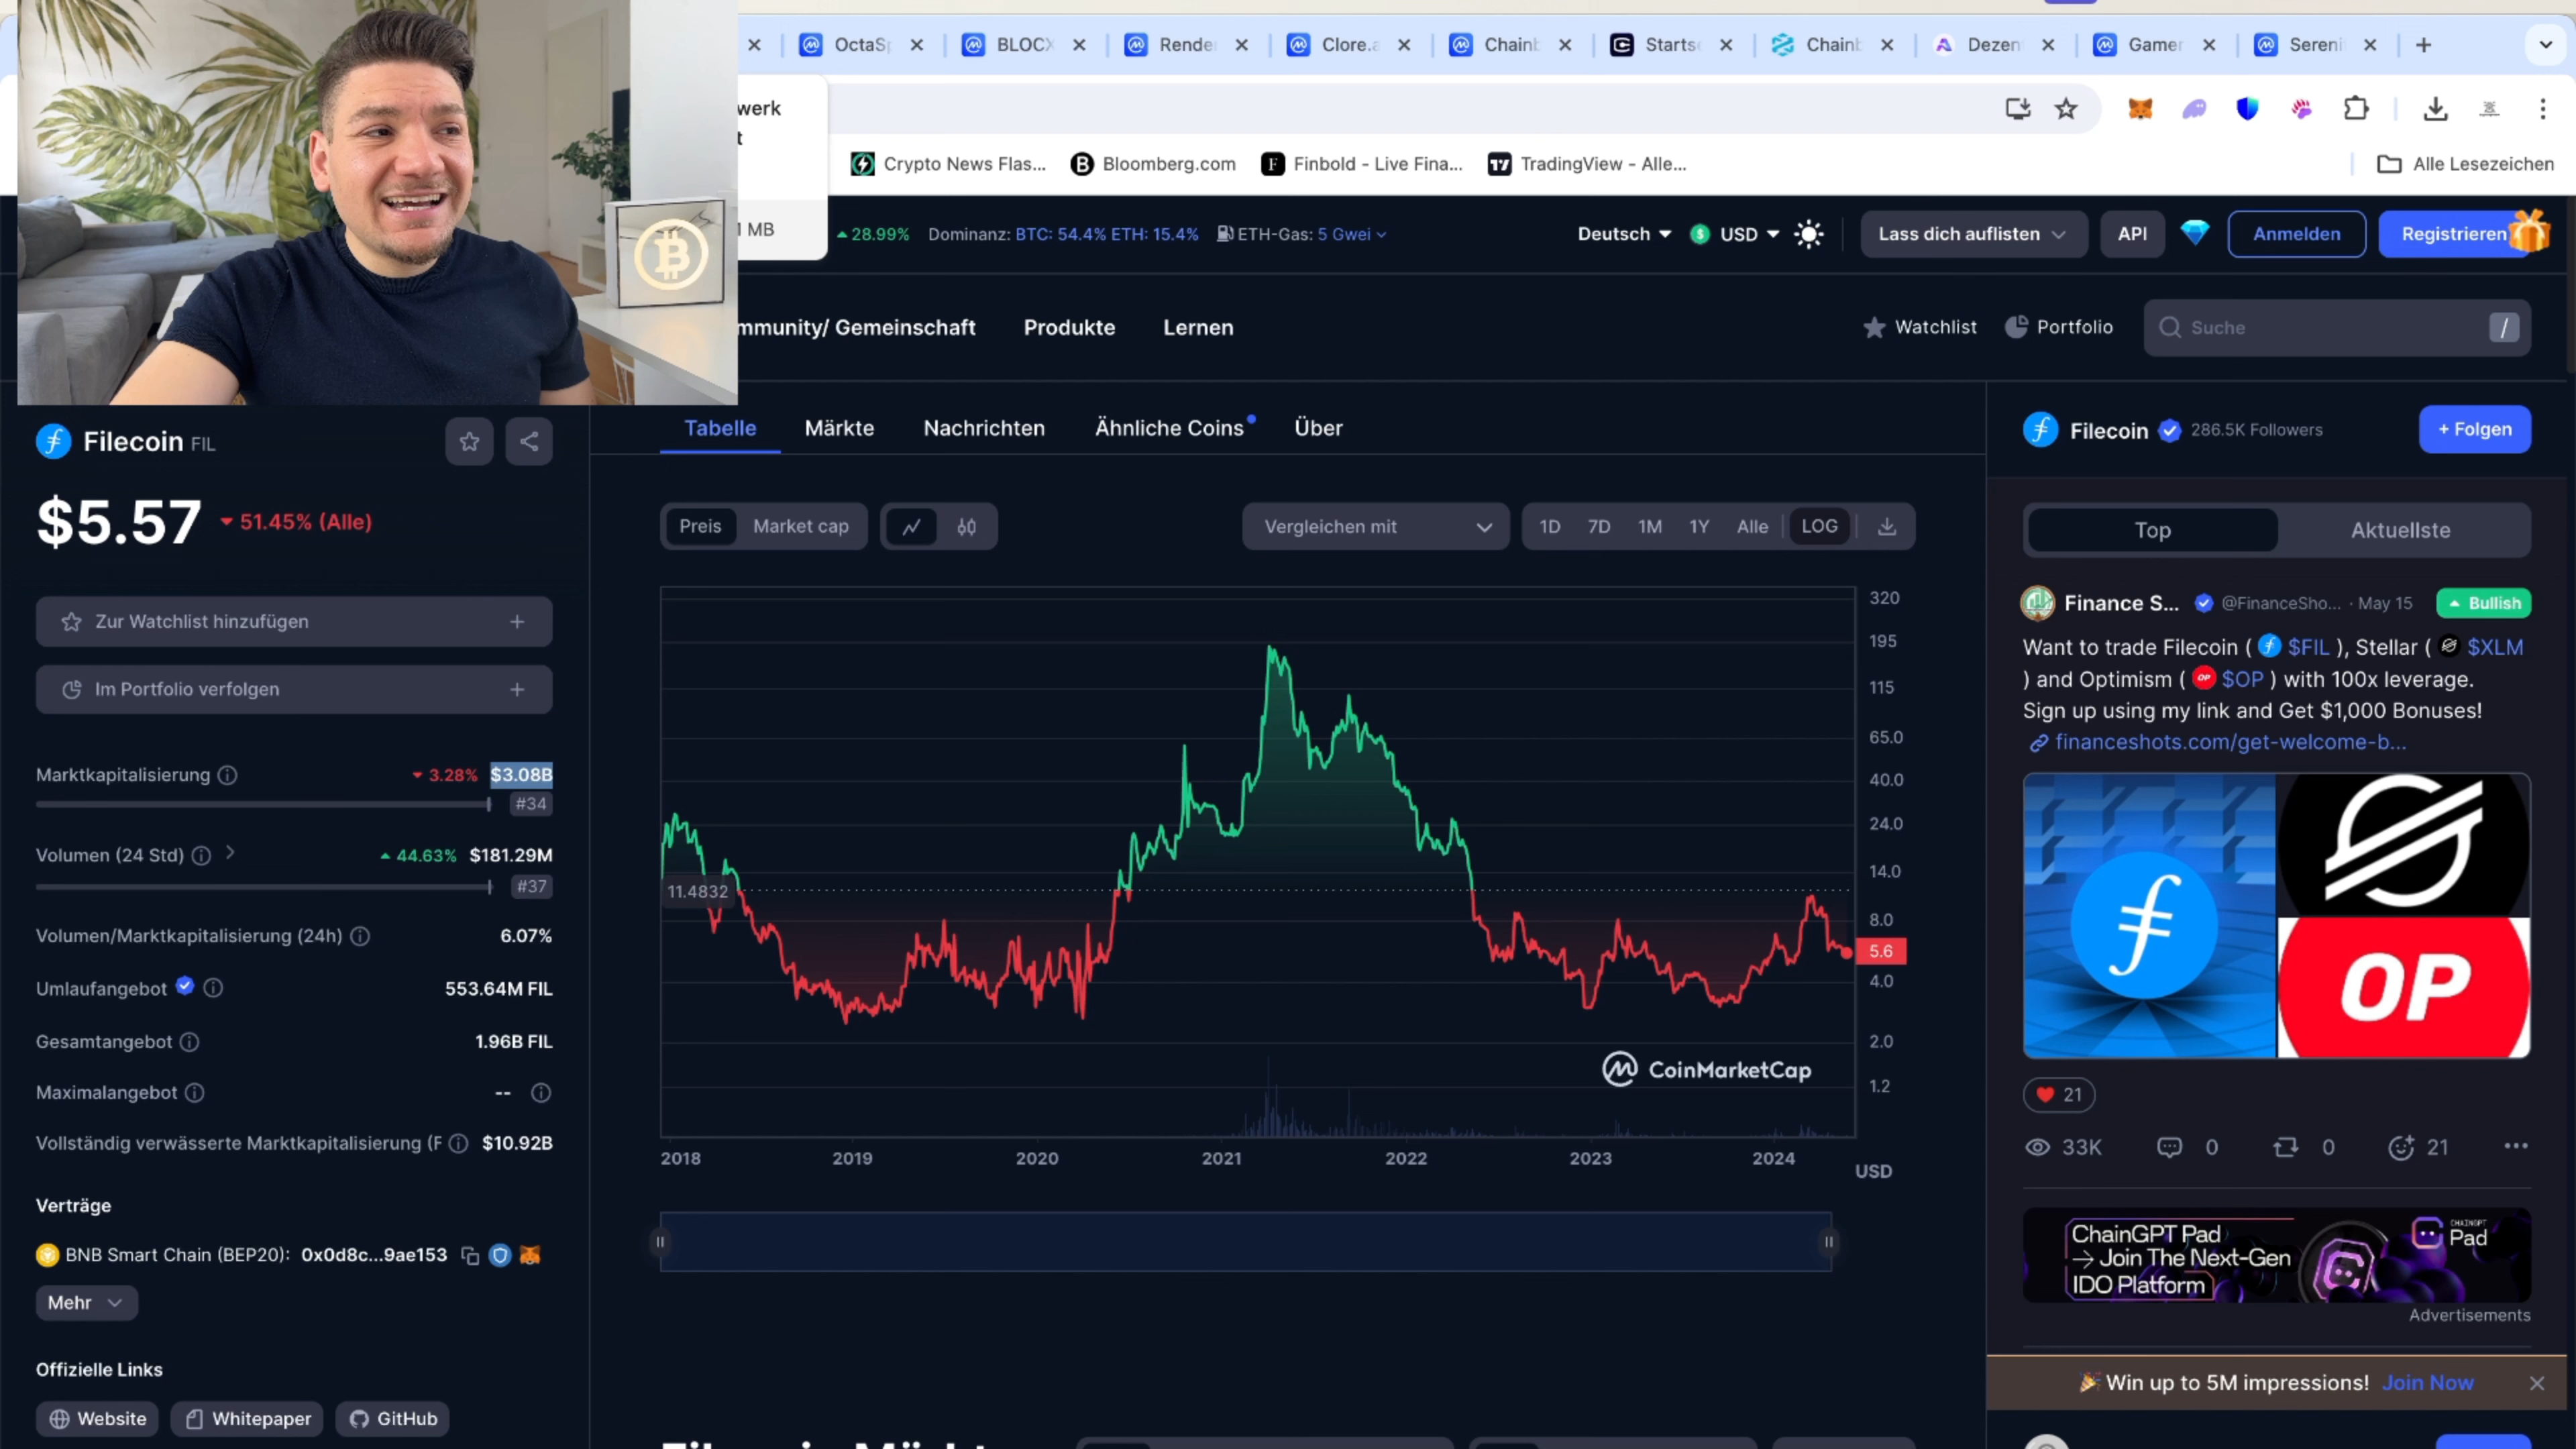 BLOCX
Clore.a
Starts
Gamer
werk
t
1 MB
Crypto News Flas...
Bloomberg.com
Finbold - Live Fina...
TradingView - Alle...
Alle Lesezeichen
28.99%
Dominanz: BTC: 54.4% ETH: 15.4%
ETH-Gas: 5 Gwei
Deutsch
USD
Lass dich auflisten
API
Anmelden
Registrieren
mmunity/ Gemeinschaft
Produkte
Lernen
Watchlist
Portfolio
Suche
/
Filecoin FIL
$5.57
51.45% (Alle)
Zur Watchlist hinzufügen
Im Portfolio verfolgen
Marktkapitalisierung
3.28% $3.08B
#34
Volumen (24 Std)
44.63% $181.29M
#37
Volumen/Marktkapitalisierung (24h)
6.07%
Umlaufangebot
553.64M FIL
Gesamtangebot
1.96B FIL
Maximalangebot
--
Vollständig verwässerte Marktkapitalisierung (F
$10.92B
Verträge
BNB Smart Chain (BEP20): 0x0d8c...9ae153
Mehr
Offizielle Links
Website
Whitepaper
GitHub
Tabelle
Märkte
Nachrichten
Ähnliche Coins
Über
Preis
Market cap
Vergleichen mit
1D
7D
1M
1Y
Alle
LOG
320
195
115
65.0
40.0
24.0
14.0
11.4832
8.0
5.6
4.0
2.0
1.2
CoinMarketCap
2018
2019
2020
2021
2022
2023
2024
USD
Filecoin
286.5K Followers
+ Folgen
Top
Aktuellste
Finance S...
@FinanceSho... · May 15
Bullish
Want to trade Filecoin ( $FIL ), Stellar ( $XLM
) and Optimism ( $OP ) with 100x leverage.
Sign up using my link and Get $1,000 Bonuses!
financeshots.com/get-welcome-b...
OP
21
33K
0
0
21
ChainGPT Pad
→ Join The Next-Gen
IDO Platform
CHAINGPT
Pad
Advertisements
Win up to 5M impressions! Join Now